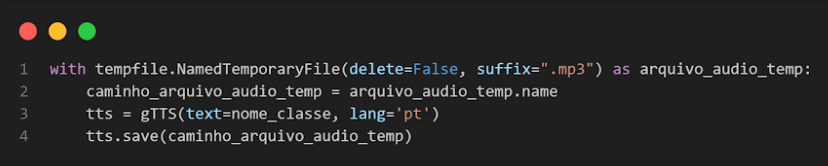 1 with tempfile.NamedTemporaryFile(delete=False, suffix=".mp3") as arquivo_audio_temp:
2     caminho_arquivo_audio_temp = arquivo_audio_temp.name
3     tts = gTTS(text=nome_classe, lang='pt')
4     tts.save(caminho_arquivo_audio_temp)